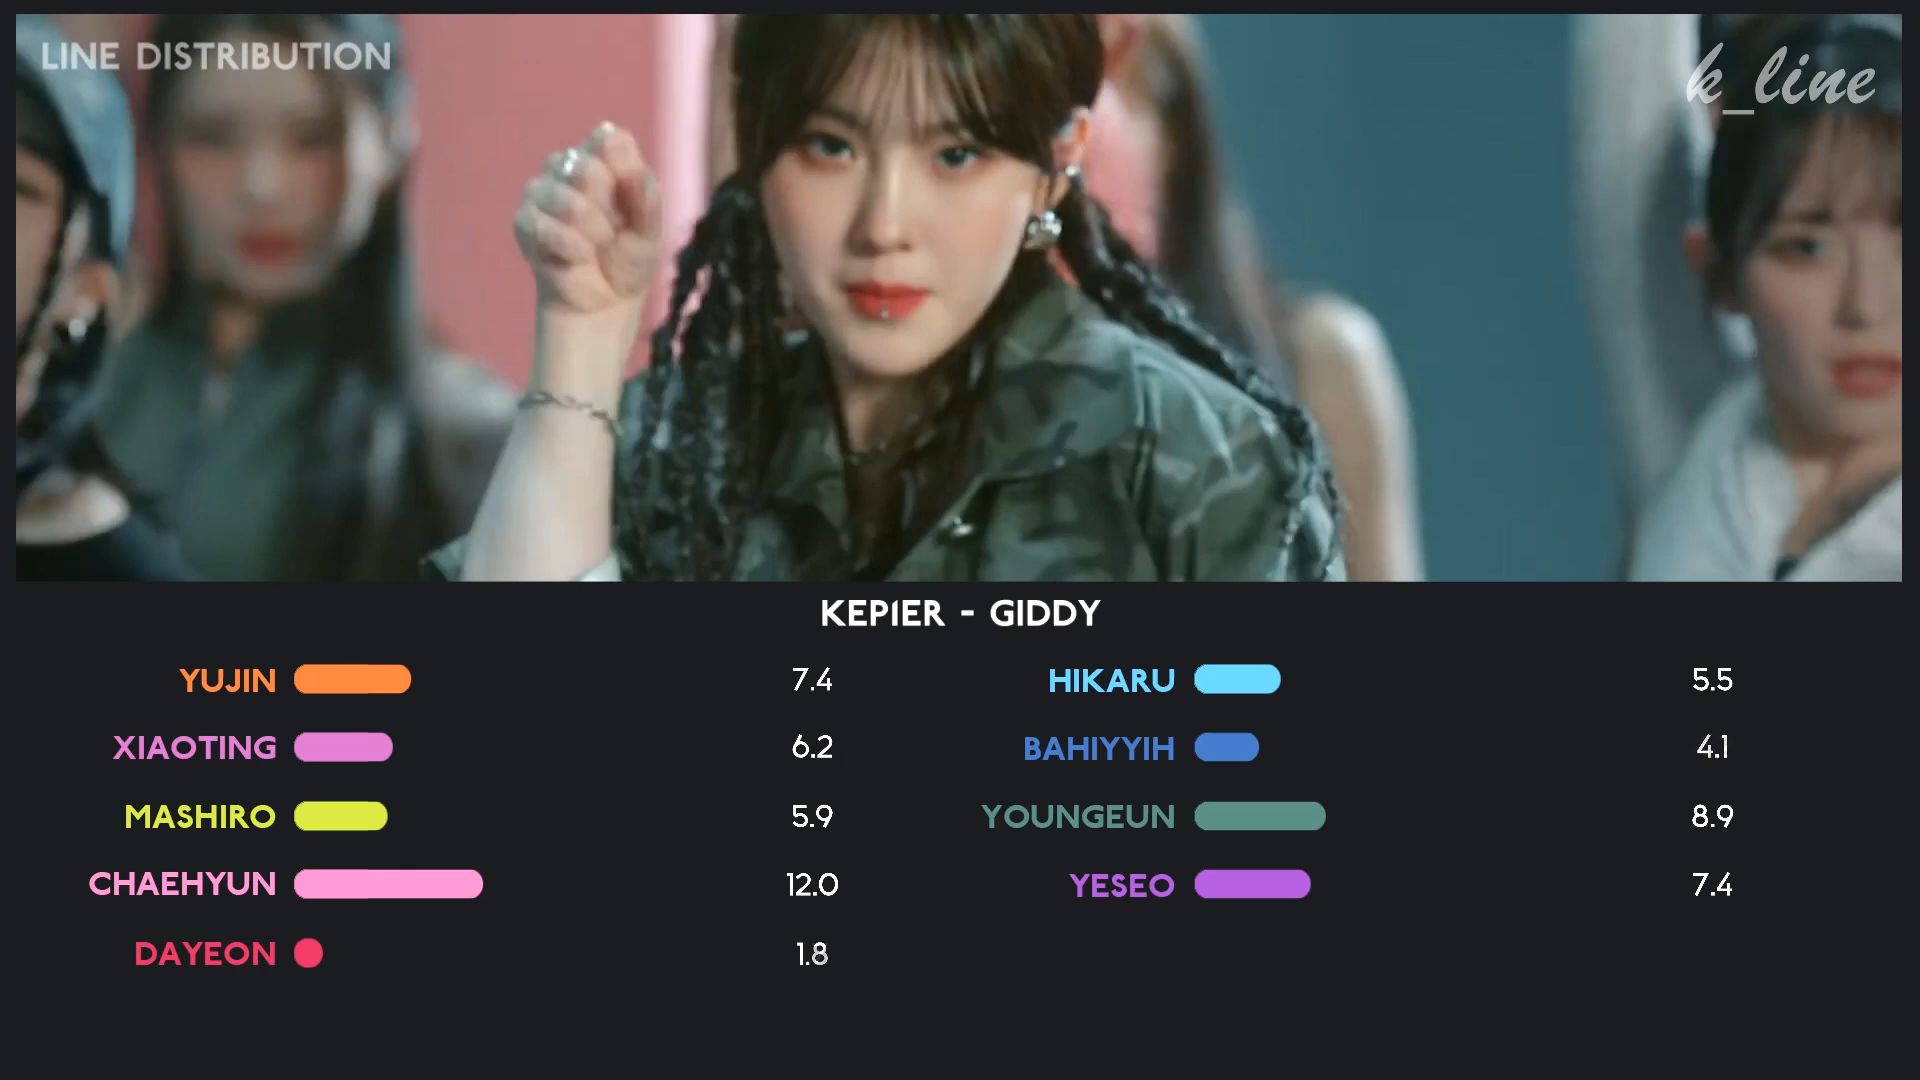 LINE DISTRIBUTION
k_line
KEP1ER - GIDDY
YUJIN 7.4
XIAOTING 6.2
MASHIRO 5.9
CHAEHYUN 12.0
DAYEON 1.8
HIKARU 5.5
BAHIYYIH 4.1
YOUNGEUN 8.9
YESEO 7.4